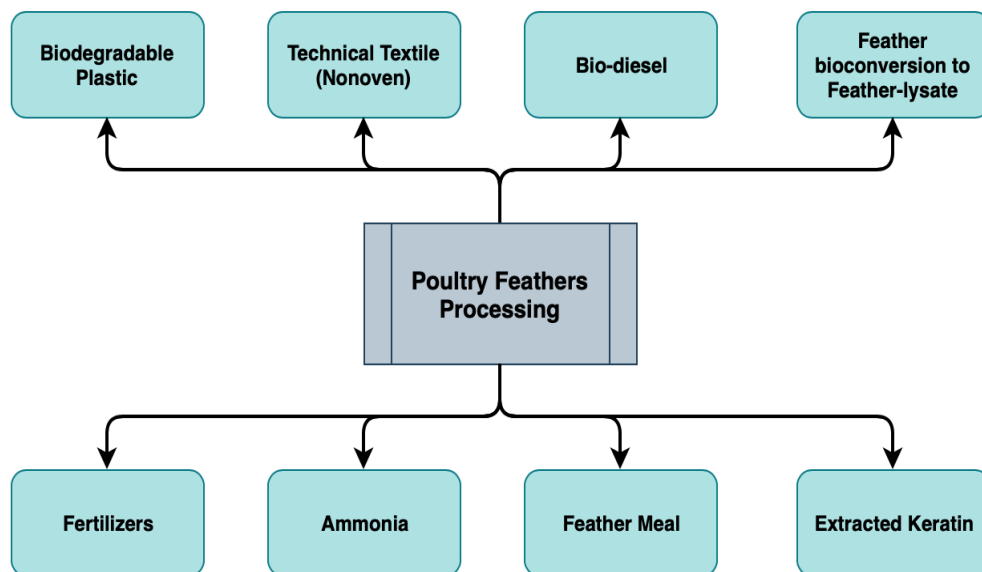 Biodegradable
Plastic
Technical Textile
(Nonoven)
Bio-diesel
Feather
bioconversion to
Feather-lysate
Poultry Feathers
Processing
Fertilizers
Ammonia
Feather Meal
Extracted Keratin